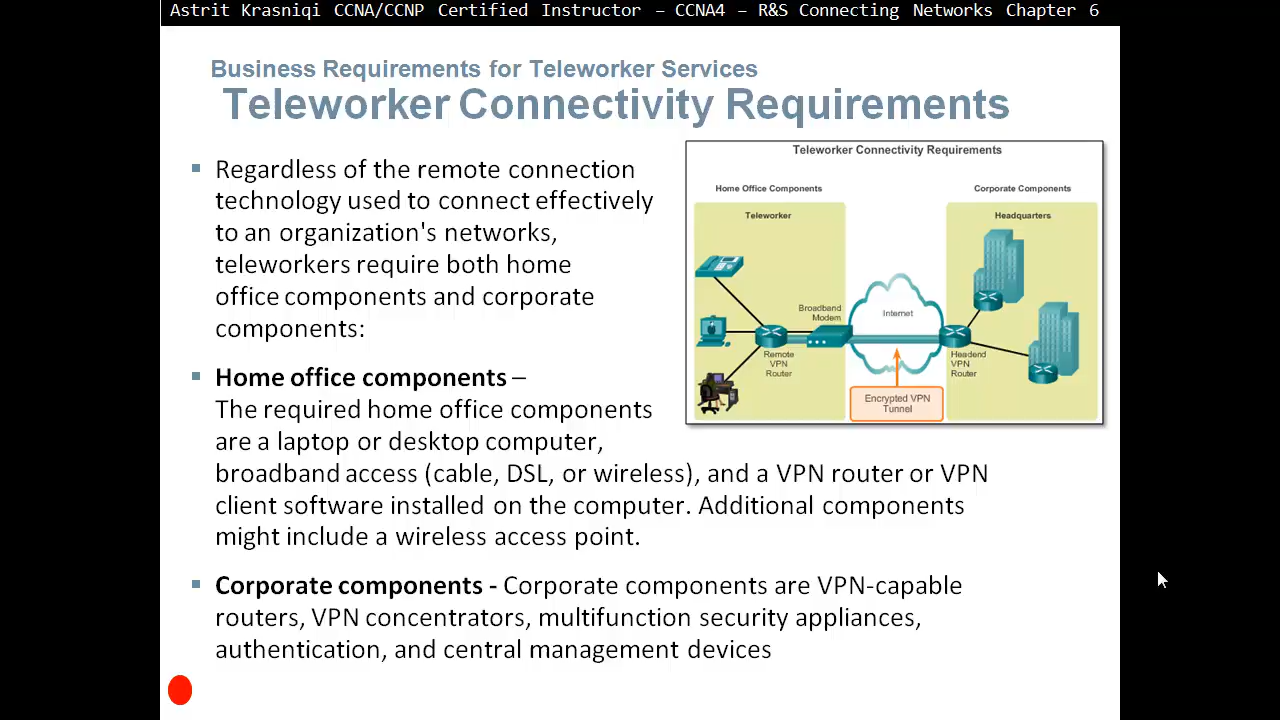 Astrit Krasniqi CCNA/CCNP Certified Instructor – CCNA4 – R&S Connecting Networks Chapter 6
Business Requirements for Teleworker Services
Teleworker Connectivity Requirements
Regardless of the remote connection
technology used to connect effectively
to an organization's networks,
teleworkers require both home
office components and corporate
components:
Home office components –
The required home office components
are a laptop or desktop computer,
broadband access (cable, DSL, or wireless), and a VPN router or VPN
client software installed on the computer. Additional components
might include a wireless access point.
Corporate components - Corporate components are VPN-capable
routers, VPN concentrators, multifunction security appliances,
authentication, and central management devices
Teleworker Connectivity Requirements
Home Office Components
Corporate Components
Teleworker
Headquarters
Broadband
Modem
Internet
Remote
VPN
Router
Headend
VPN
Router
Encrypted VPN
Tunnel